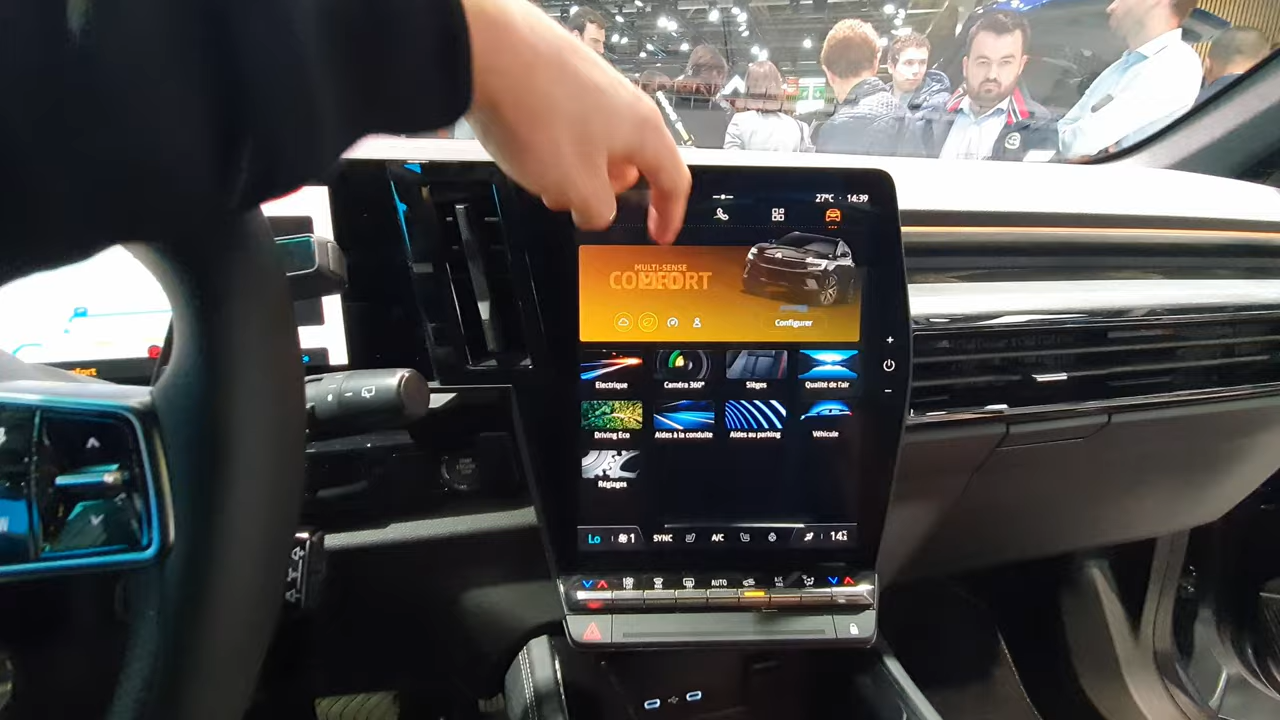 27°C · 14:39
MULTI-SENSE
COMFORT
Configurer
Electrique
Caméra 360°
Sièges
Qualité de l'air
Driving Eco
Aides à la conduite
Aides au parking
Véhicule
Réglages
Lo
1
SYNC
A/C
AUTO